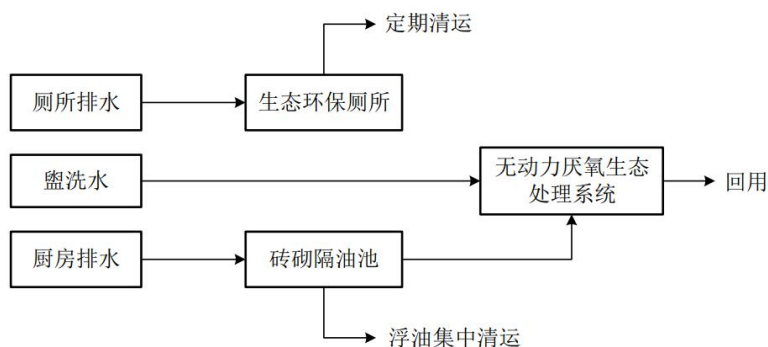 定期清运
厕所排水
生态环保厕所
盥洗水
无动力厌氧生态
处理系统
回用
厨房排水
砖砌隔油池
浮油集中清运